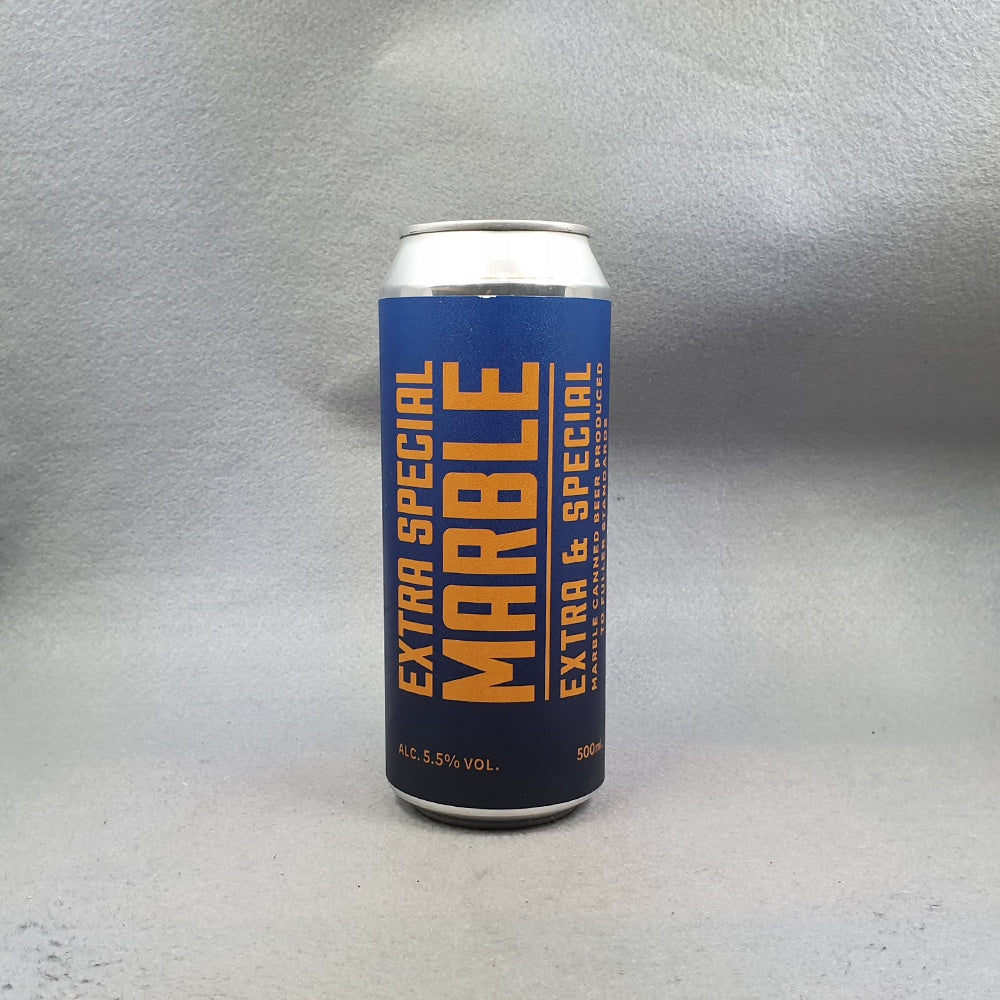 EXTRA SPECIAL
MARBLE
EXTRA & SPECIAL
MARBLE CANNED BEER PRODUCED
TO FULLER STANDARDS
ALC. 5.5% VOL.
500ml